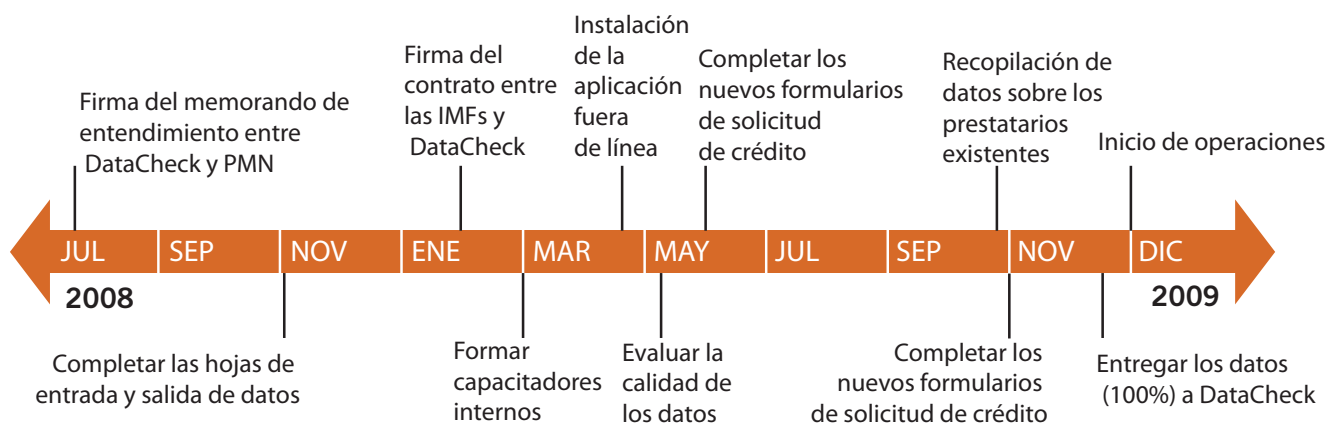 Firma del memorando de
entendimiento entre
DataCheck y PMN
Firma del
contrato entre
las IMFs y
DataCheck
Instalación
de la
aplicación
fuera
de línea
Completar los
nuevos formularios
de solicitud
de crédito
Recopilación de
datos sobre los
prestatarios
existentes
Inicio de operaciones
JUL SEP NOV ENE MAR MAY JUL SEP NOV DIC
2008 2009
Completar las hojas de
entrada y salida de datos
Formar
capacitadores
internos
Evaluar la
calidad de
los datos
Completar los
nuevos formularios
de solicitud de crédito
Entregar los datos
(100%) a DataCheck